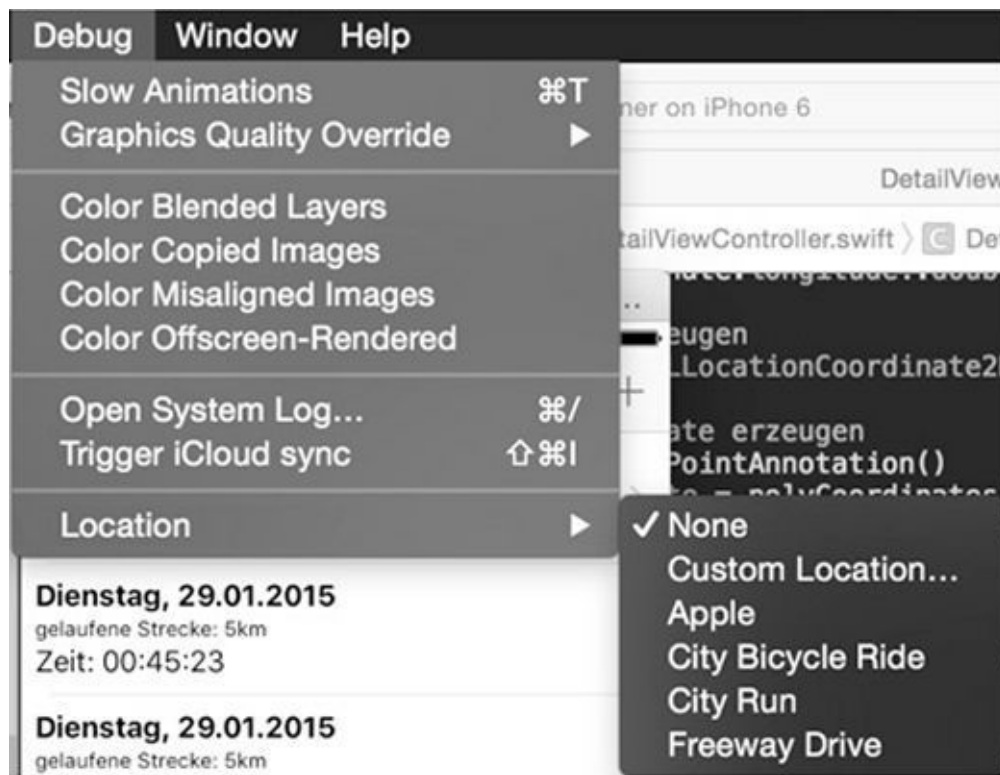 Debug Window Help
Slow Animations ⌘T
Graphics Quality Override ▶
Color Blended Layers
Color Copied Images
Color Misaligned Images
Color Offscreen-Rendered
Open System Log... ⌘/
Trigger iCloud sync ⇧⌘I
Location ▶
✓ None
Custom Location...
Apple
City Bicycle Ride
City Run
Freeway Drive
on iPhone 6
DetailView
ailViewController.swift 〉 C De
eugen
LocationCoordinate2
erzeugen
PointAnnotation()
= polyCoordinates
Dienstag, 29.01.2015
gelaufene Strecke: 5km
Zeit: 00:45:23
Dienstag, 29.01.2015
gelaufene Strecke: 5km